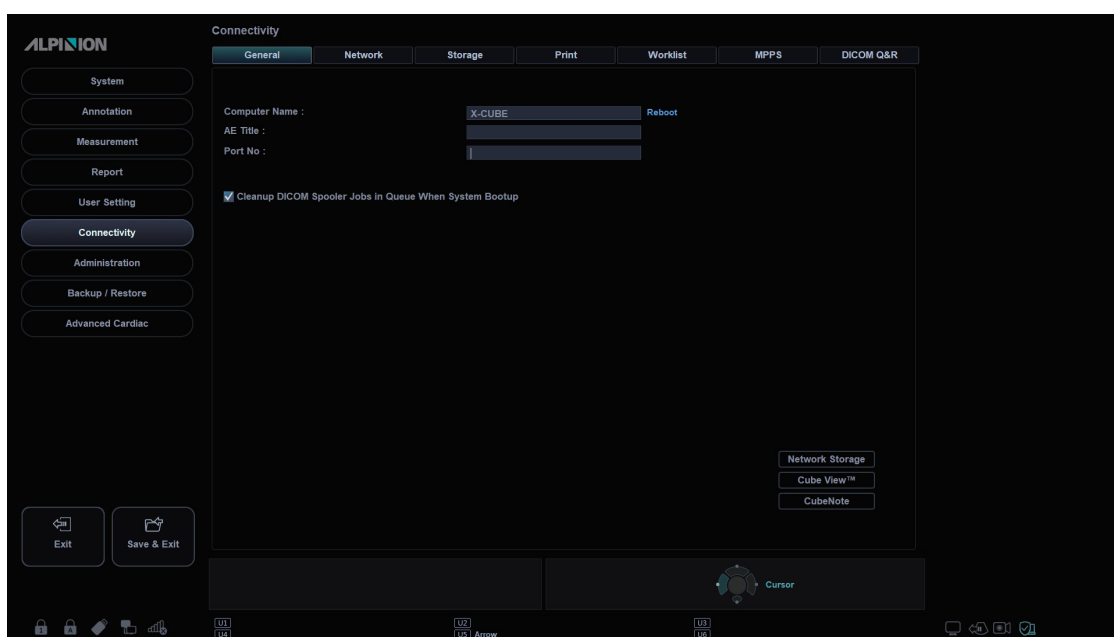 ALPINION
Connectivity
General Network Storage Print Worklist MPPS DICOM Q&R
System
Annotation
Measurement
Report
User Setting
Connectivity
Administration
Backup / Restore
Advanced Cardiac
Computer Name : X-CUBE Reboot
AE Title :
Port No :
Cleanup DICOM Spooler Jobs in Queue When System Bootup
Network Storage
Cube View™
CubeNote
Exit
Save & Exit
Cursor
U1 U2 U3
U4 U5 Arrow U6